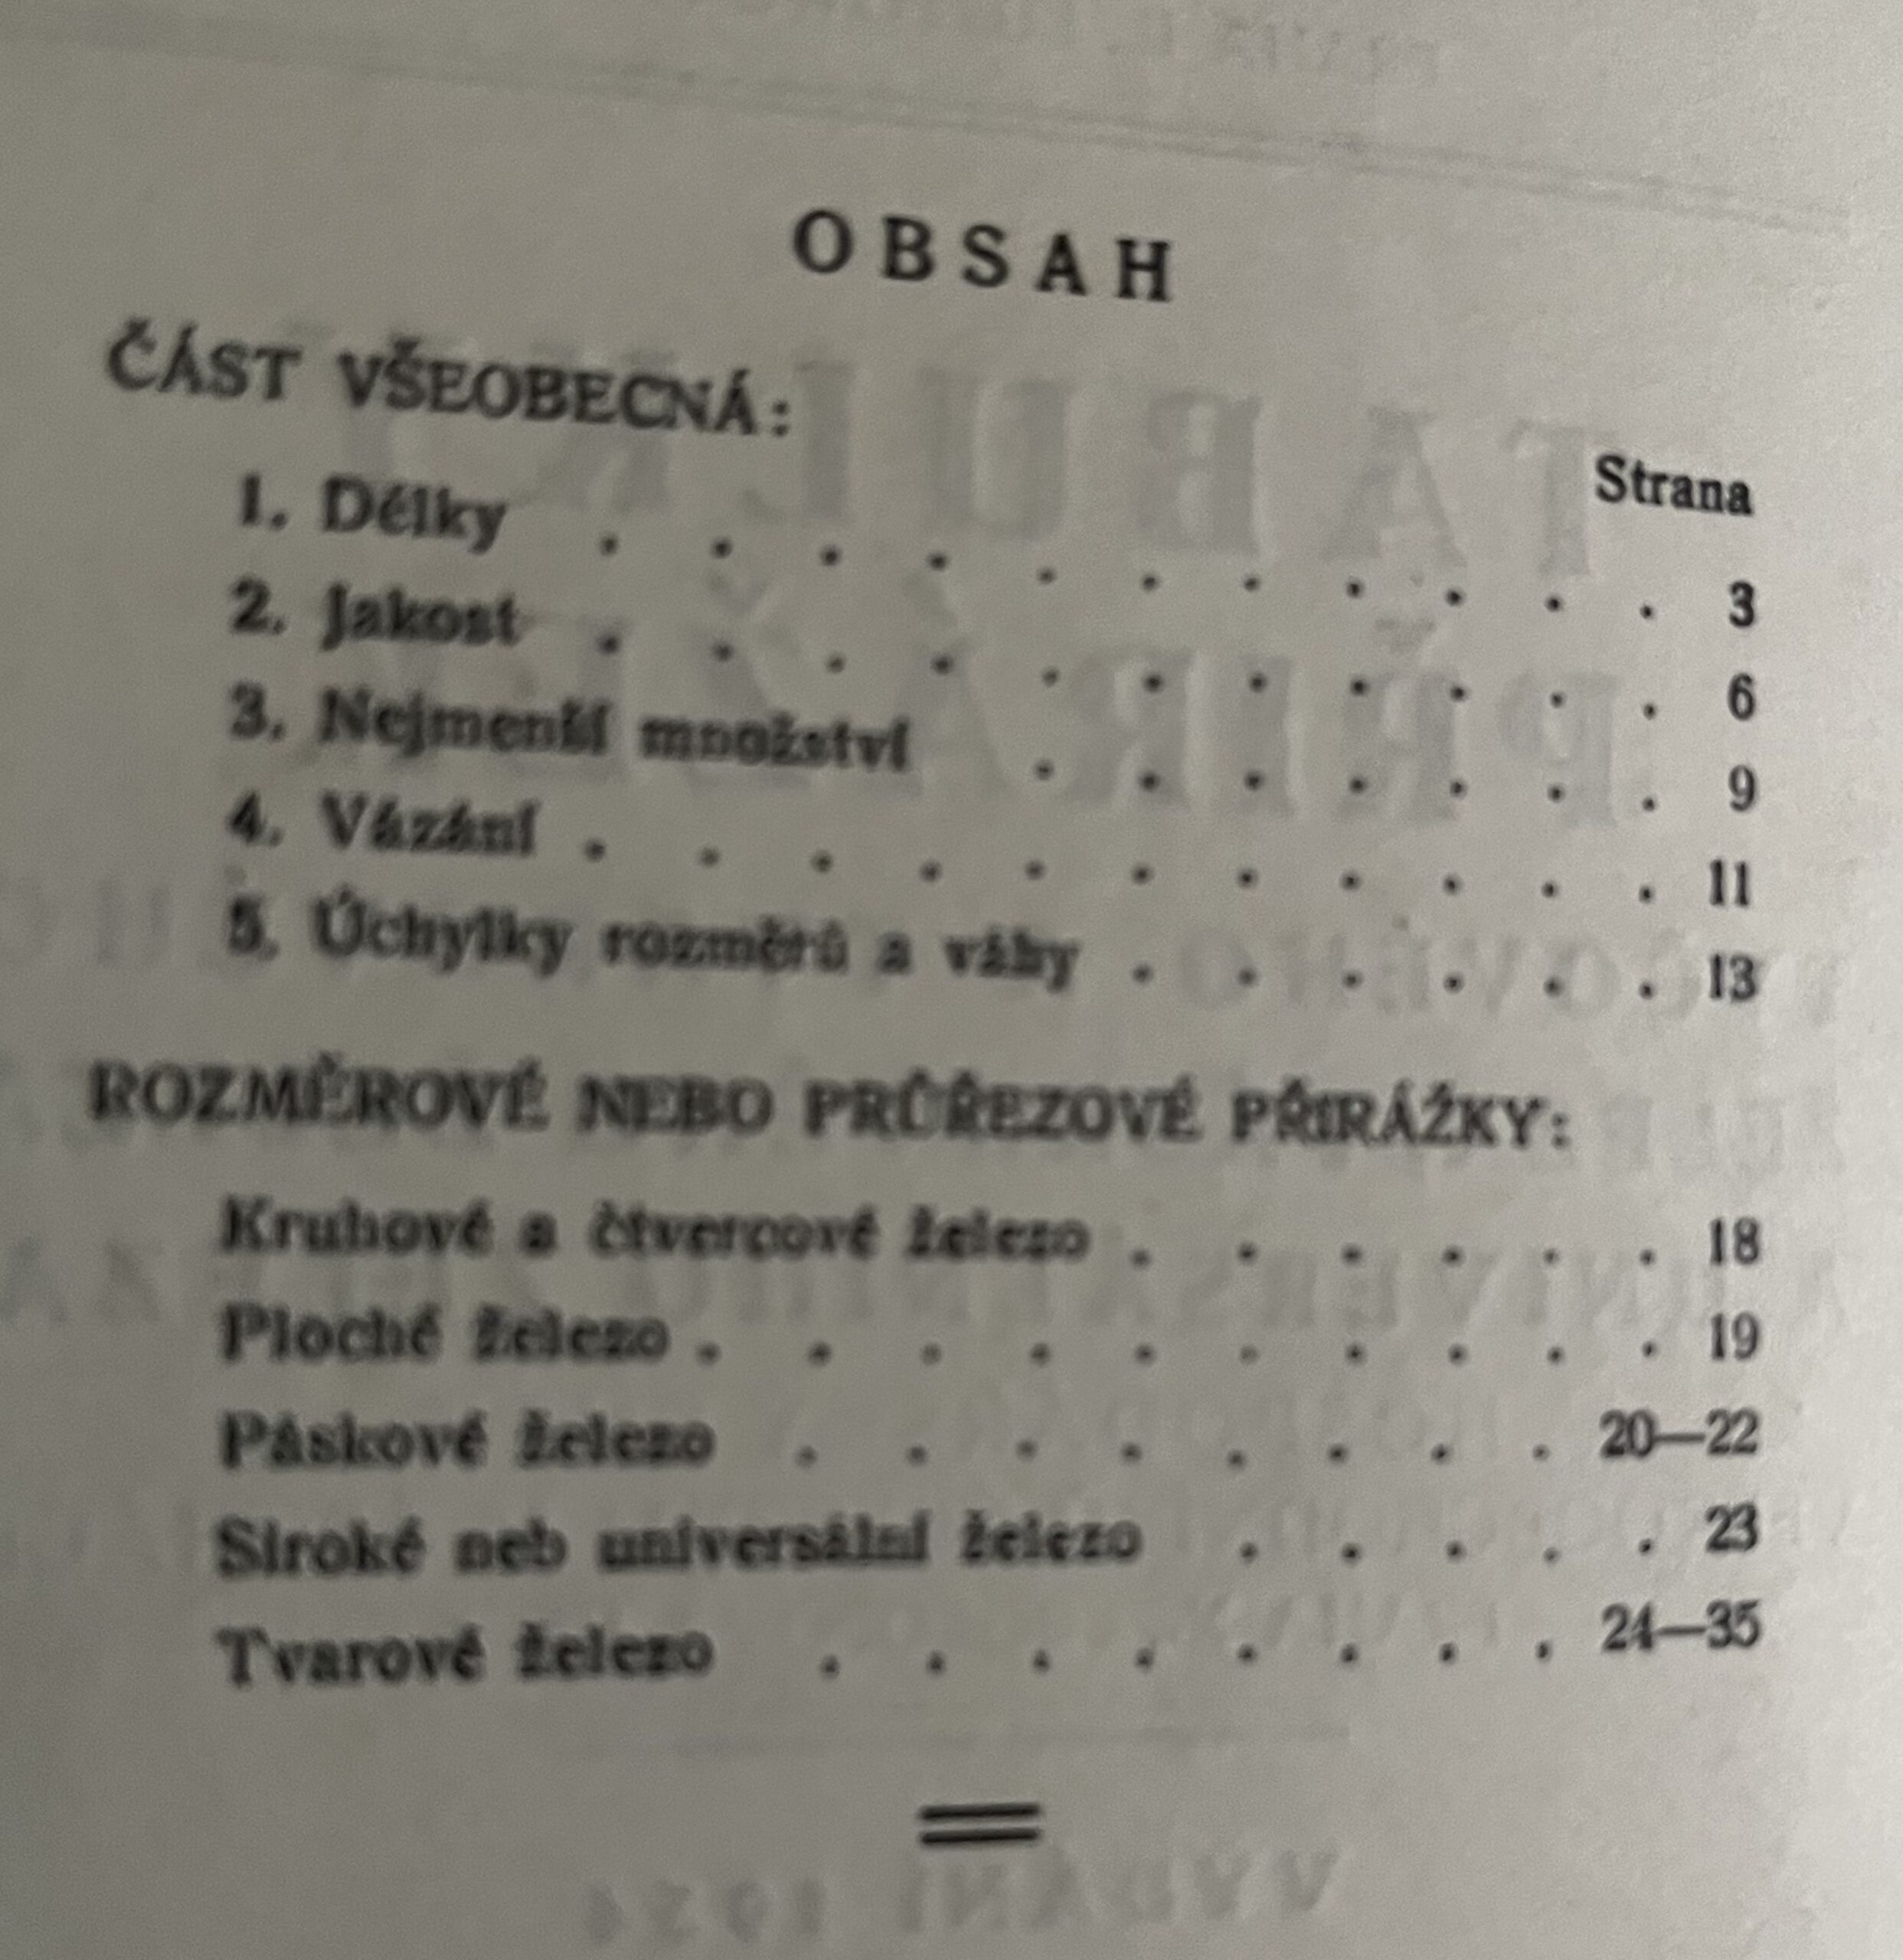 OBSAH
ČÁST VŠEOBECNÁ:
Strana
1. Délky . . . . . . . . . . . 3
2. Jakost . . . . . . . . . . . 6
3. Nejmenší množství . . . . . . . 9
4. Vázání . . . . . . . . . . . 11
5. Úchylky rozměrů a váhy . . . . . . 13
ROZMĚROVÉ NEBO PRŮŘEZOVÉ PŘIRÁŽKY:
Kruhové a čtvercové železo . . . . . . 18
Ploché železo . . . . . . . . . . 19
Páskové železo . . . . . . . . 20—22
Široké neb universální železo . . . . . 23
Tvarové železo . . . . . . . . 24—35